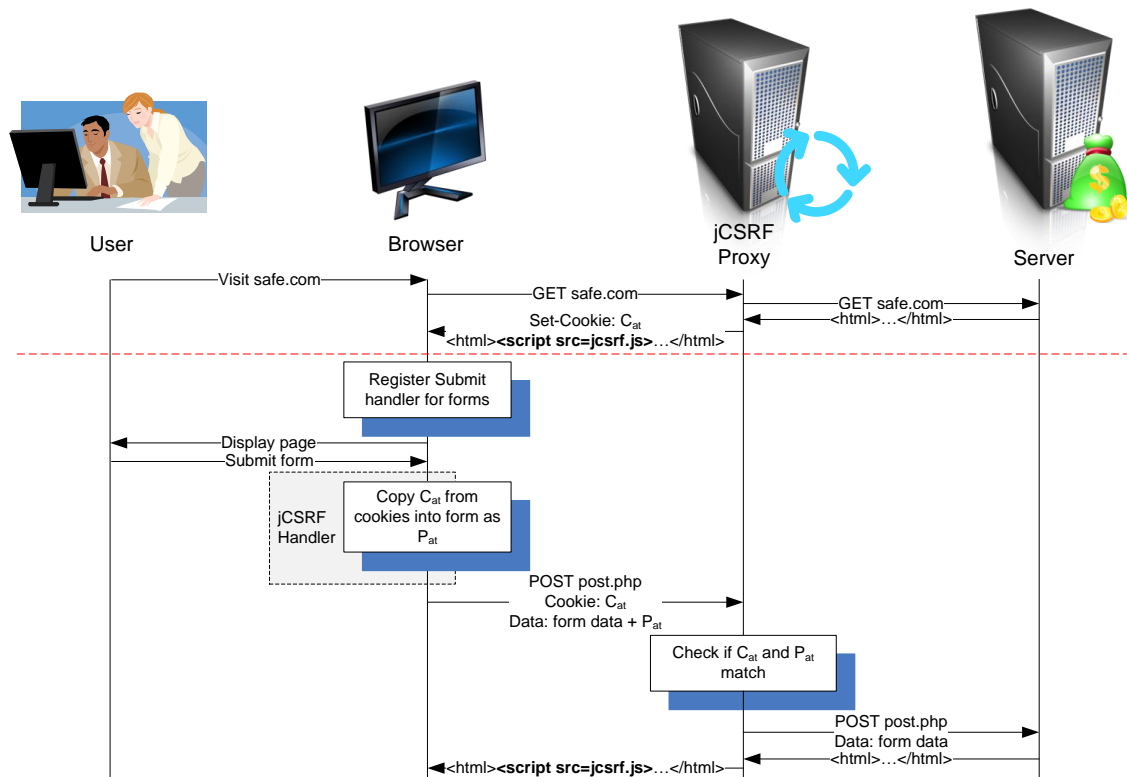 User
Browser
jCSRF
Proxy
Server
Visit safe.com
GET safe.com
GET safe.com
<html>…</html>
Set-Cookie: Cat
<html><script src=jcsrf.js>…</html>
Register Submit
handler for forms
Display page
Submit form
jCSRF
Handler
Copy Cat from
cookies into form as
Pat
POST post.php
Cookie: Cat
Data: form data + Pat
Check if Cat and Pat
match
POST post.php
Data: form data
<html>…</html>
<html><script src=jcsrf.js>…</html>